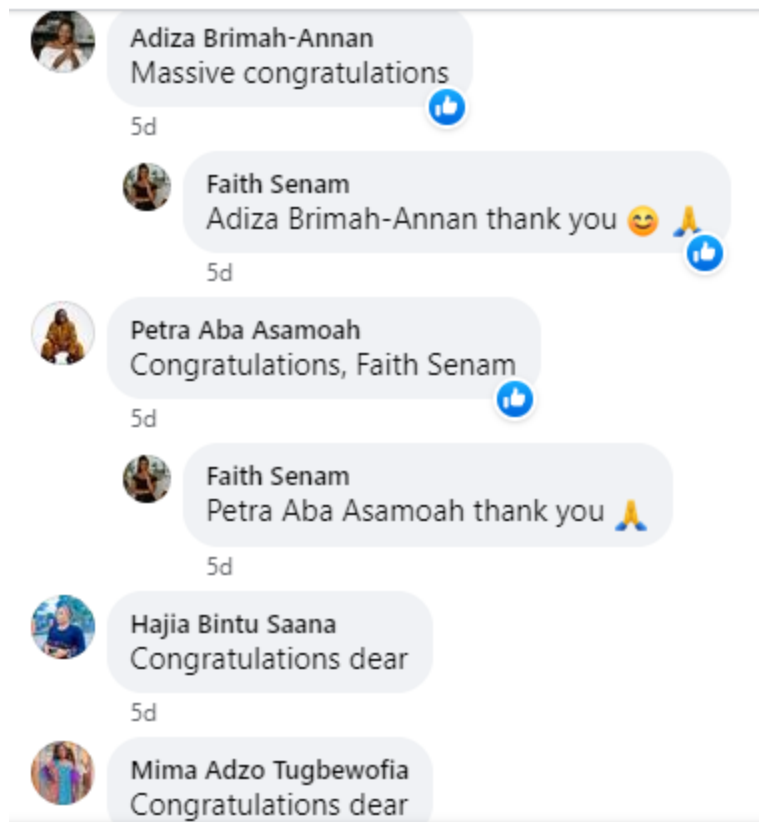 Adiza Brimah-Annan
Massive congratulations
5d
Faith Senam
Adiza Brimah-Annan thank you 😊 🙏
5d
Petra Aba Asamoah
Congratulations, Faith Senam
5d
Faith Senam
Petra Aba Asamoah thank you 🙏
5d
Hajia Bintu Saana
Congratulations dear
5d
Mima Adzo Tugbewofia
Congratulations dear